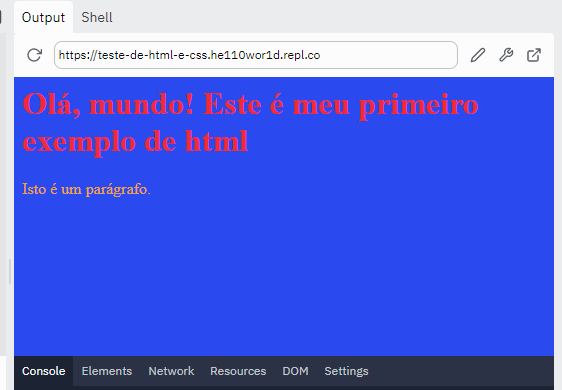 Output Shell
https://teste-de-html-e-css.he110wor1d.repl.co
Olá, mundo! Este é meu primeiro
exemplo de html
Isto é um parágrafo.
Console Elements Network Resources DOM Settings